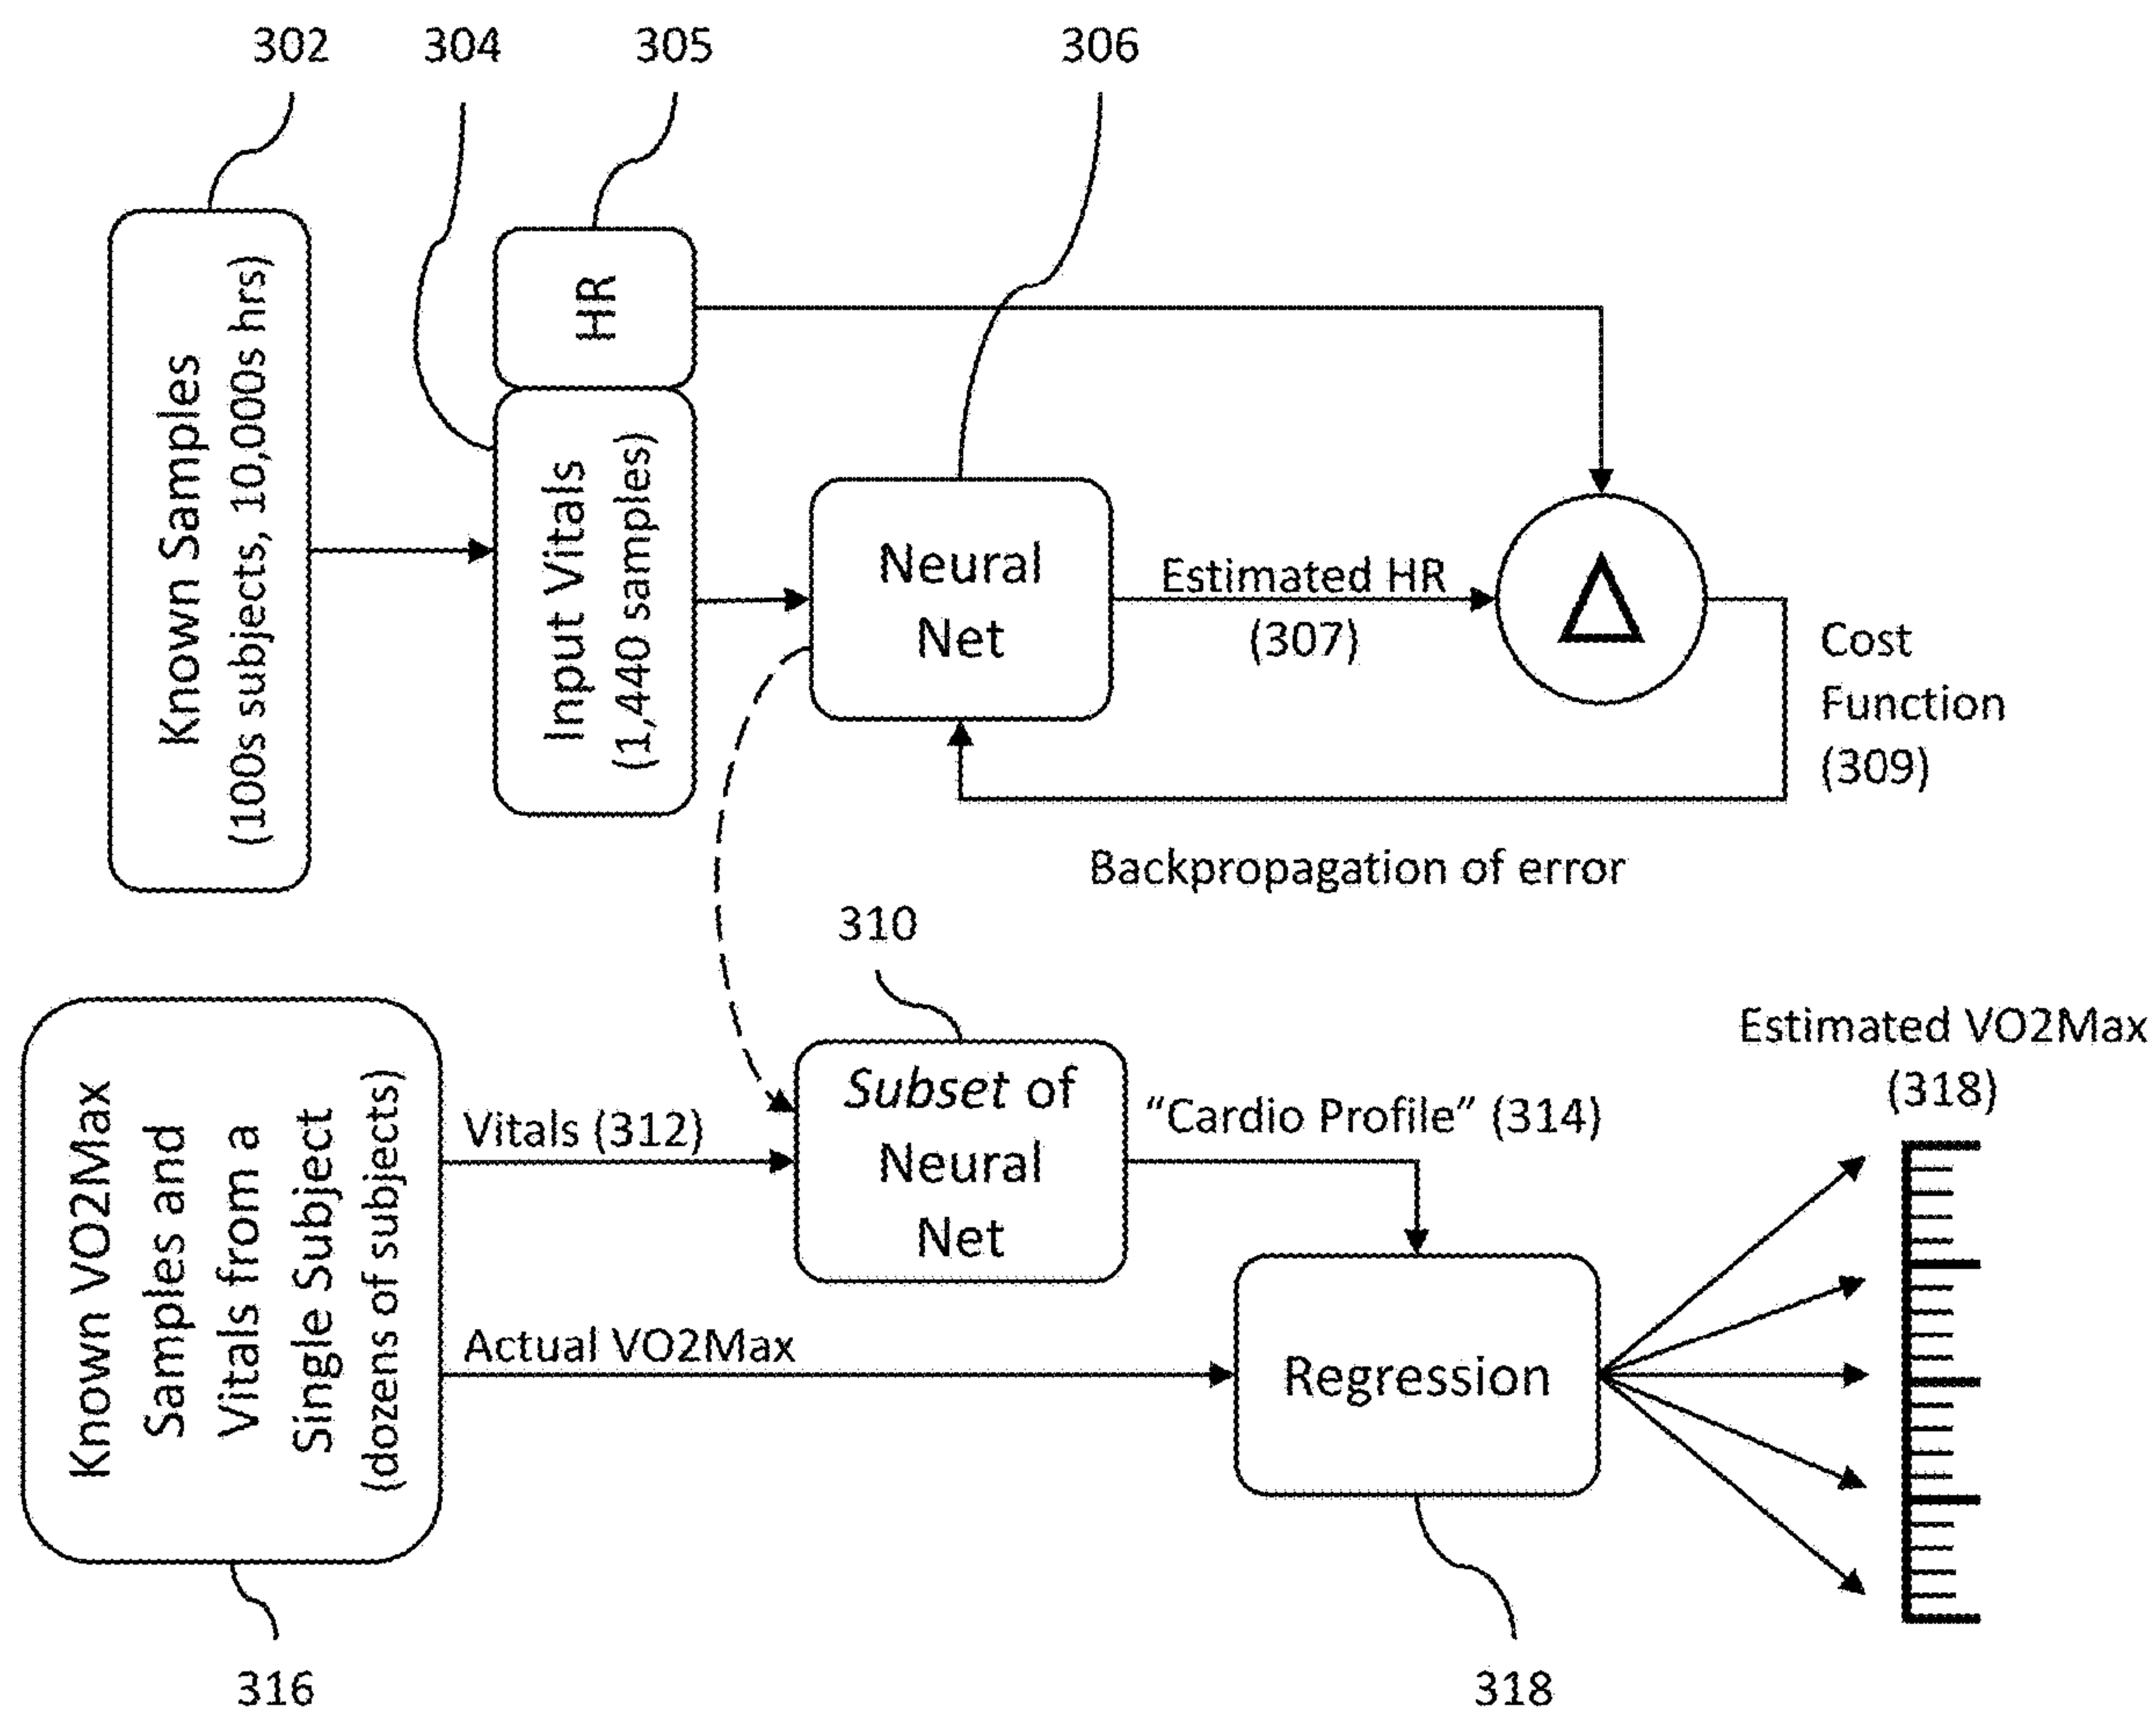 302
304
305
306
Known Samples
(100s subjects, 10,000s hrs)
HR
Input Vitals
(1,440 samples)
Neural
Net
Estimated HR
(307)
Δ
Cost
Function
(309)
Backpropagation of error
310
Known VO2Max
Samples and
Vitals from a
Single Subject
(dozens of subjects)
Vitals (312)
Subset of
Neural
Net
“Cardio Profile” (314)
Estimated VO2Max
(318)
Actual VO2Max
Regression
316
318